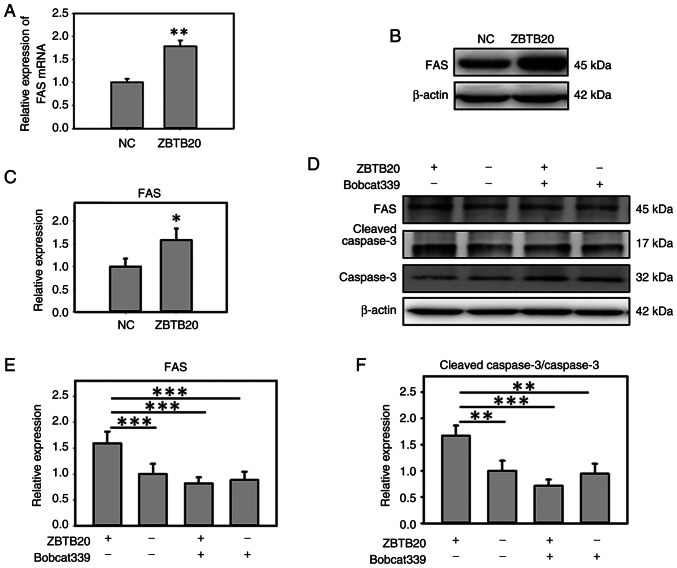 A
Relative expression of
FAS mRNA
2.5
2.0
1.5
1.0
0.5
0.0
**
NC ZBTB20
B
NC ZBTB20
FAS 45 kDa
β-actin 42 kDa
C
FAS
Relative expression
2.0
1.5
1.0
0.5
0.0
*
NC ZBTB20
D
ZBTB20 + – + –
Bobcat339 – – + +
FAS 45 kDa
Cleaved
caspase-3 17 kDa
Caspase-3 32 kDa
β-actin 42 kDa
E
FAS
Relative expression
2.5
2.0
1.5
1.0
0.5
0.0
***
***
***
ZBTB20 + – + –
Bobcat339 – – + +
F
Cleaved caspase-3/caspase-3
Relative expression
2.5
2.0
1.5
1.0
0.5
0.0
**
***
**
ZBTB20 + – + –
Bobcat339 – – + +